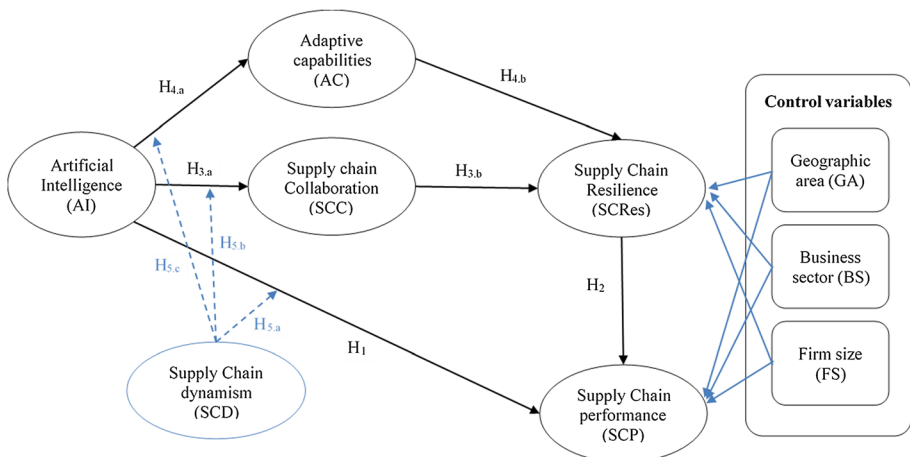 Adaptive
capabilities
(AC)
Control variables
H4.a
H4.b
Artificial
Intelligence
(AI)
H3.a
Supply chain
Collaboration
(SCC)
H3.b
Supply Chain
Resilience
(SCRes)
Geographic
area (GA)
H5.c
H5.b
H5.a
H2
Business
sector (BS)
H1
Supply Chain
dynamism
(SCD)
Supply Chain
performance
(SCP)
Firm size
(FS)